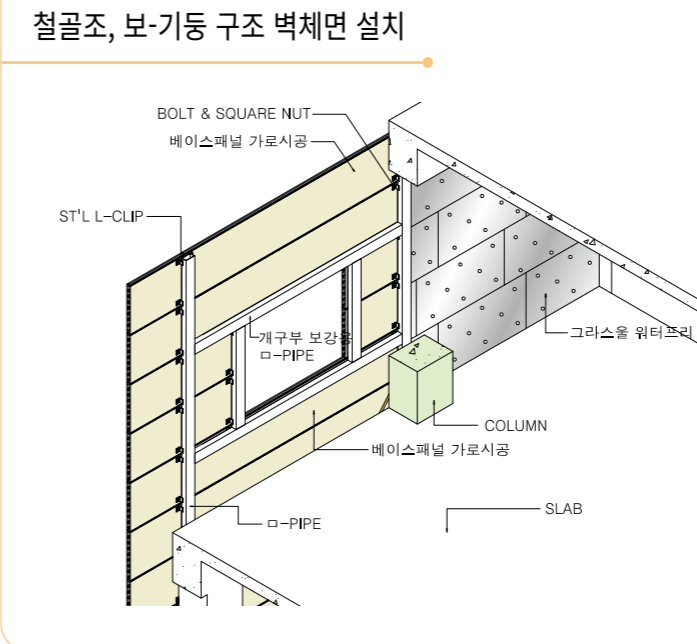 철골조, 보-기둥 구조 벽체면 설치
BOLT & SQUARE NUT
베이스패널 가로시공
ST'L L-CLIP
개구부 보강용
ㅁ-PIPE
그라스울 워터프리
COLUMN
베이스패널 가로시공
SLAB
ㅁ-PIPE